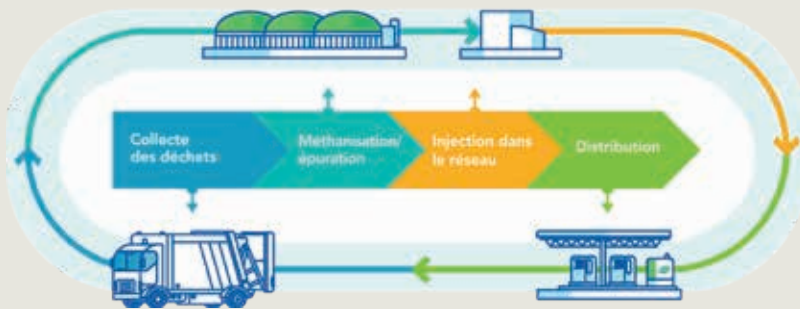 Collecte
des déchets
Méthanisation/
épuration
Injection dans
le réseau
Distribution